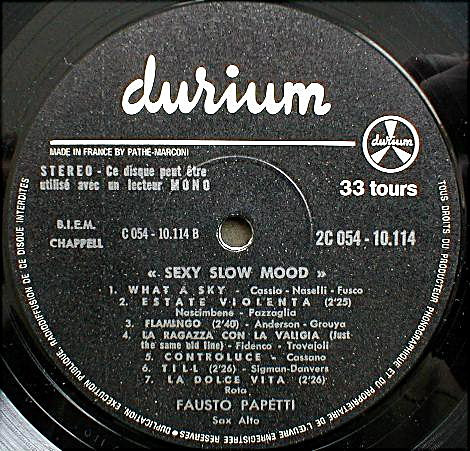 durium
durium
MADE IN FRANCE BY PATHE-MARCONI
STEREO - Ce disque peut être
utilisé avec un lecteur MONO
33 tours
B.I.E.M.
CHAPPELL
C 054 - 10.114 B
2C 054 - 10.114
« SEXY SLOW MOOD »
1. WHAT A SKY - Cassio - Naselli - Fusco
2. ESTATE VIOLENTA (2'25)
Nascimbene - Pazzaglia
3. FLAMINGO (2'40) - Anderson - Grouya
4. LA RAGAZZA CON LA VALIGIA (Just
the same old line) - Fidenco - Trovajoli
5. CONTROLUCE - Cassano
6. TILL (2'26) - Sigman-Danvers
7. LA DOLCE VITA (2'26)
Rota
FAUSTO PAPETTI
Sax Alto
TOUS DROITS DU PRODUCTEUR PHONOGRAPHIQUE ET DU PROPRIETAIRE DE L'ŒUVRE ENREGISTREE RESERVES - DUPLICATION EXECUTION PUBLIQUE, RADIODIFFUSION DE CE DISQUE INTERDITES